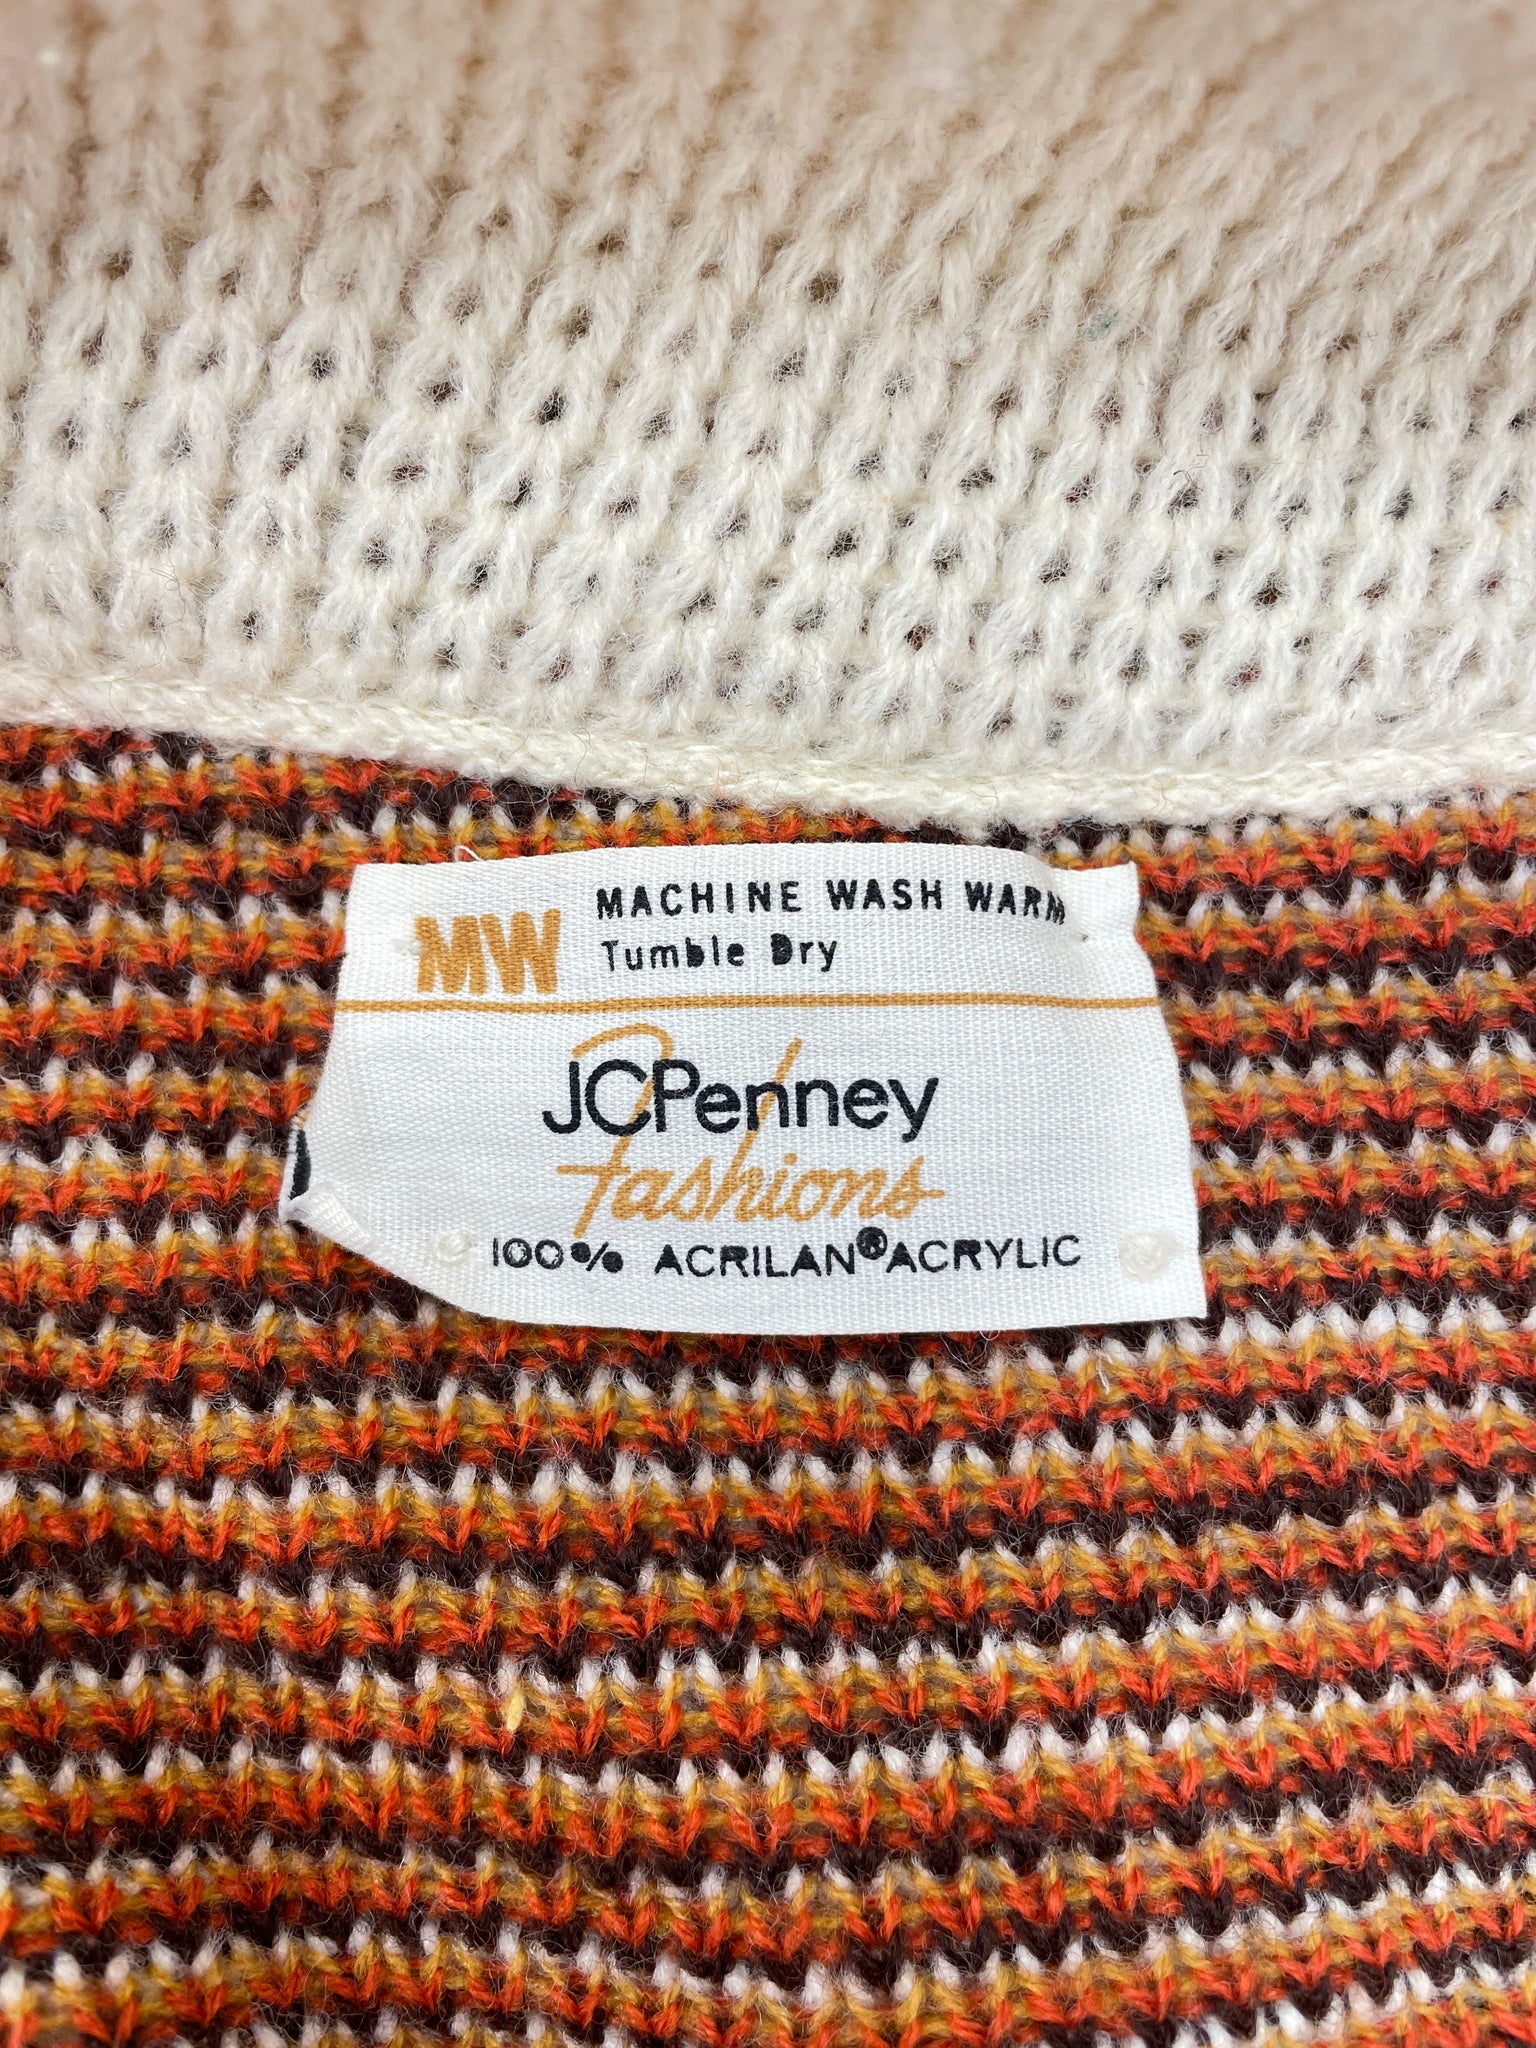 MW
MACHINE WASH WARM
Tumble Dry
JCPenney
Fashions
100% ACRILAN® ACRYLIC